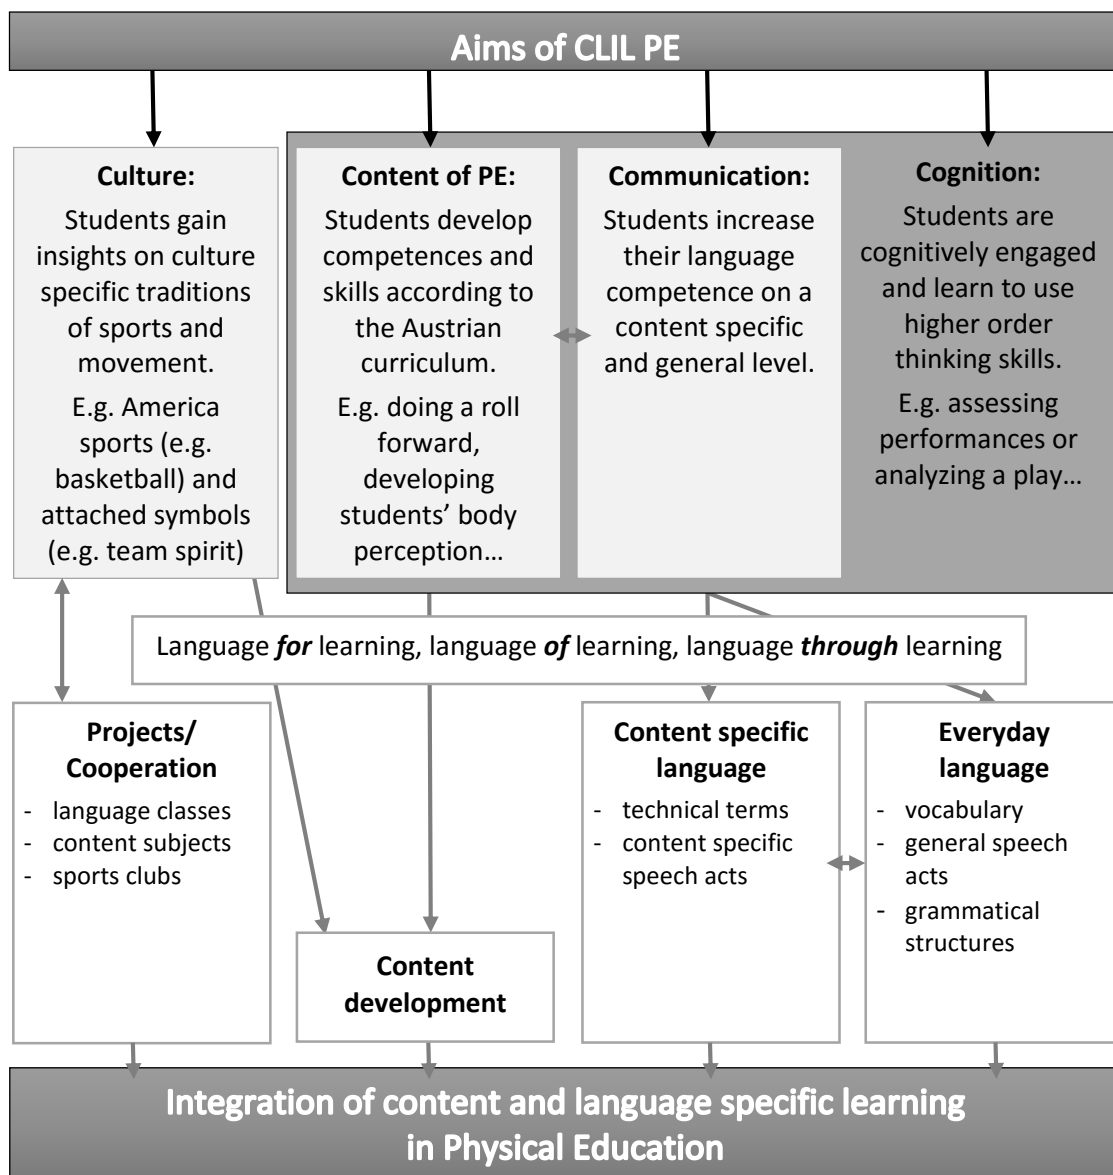 Aims of CLIL PE
Culture:
Students gain
insights on culture
specific traditions
of sports and
movement.
E.g. America
sports (e.g.
basketball) and
attached symbols
(e.g. team spirit)
Content of PE:
Students develop
competences and
skills according to
the Austrian
curriculum.
E.g. doing a roll
forward,
developing
students’ body
perception…
Communication:
Students increase
their language
competence on a
content specific
and general level.
Cognition:
Students are
cognitively engaged
and learn to use
higher order
thinking skills.
E.g. assessing
performances or
analyzing a play…
Language for learning, language of learning, language through learning
Projects/
Cooperation
- language classes
- content subjects
- sports clubs
Content
development
Content specific
language
- technical terms
- content specific
speech acts
Everyday
language
- vocabulary
- general speech
acts
- grammatical
structures
Integration of content and language specific learning
in Physical Education